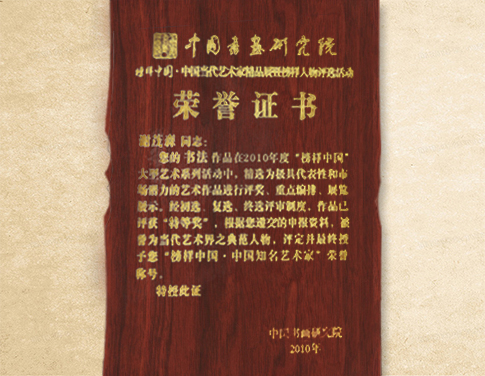 中国书画研究院
榜样中国·中国当代艺术家精品展暨榜样人物评选活动
荣誉证书
谢茂彬 同志:
您的 书法 作品在2010年度“榜样中国”
大型艺术系列活动中，精选为极具代表性和市
场潜力的艺术作品进行评奖、重点编排、展览
展示。经初选、复选、终选评审制度，作品已
评获“特等奖”，根据您递交的申报资料，被
誉为当代艺术界之典范人物，评定并最终授
予您“榜样中国·中国知名艺术家”荣誉
称号。
特授此证
中国书画研究院
2010年